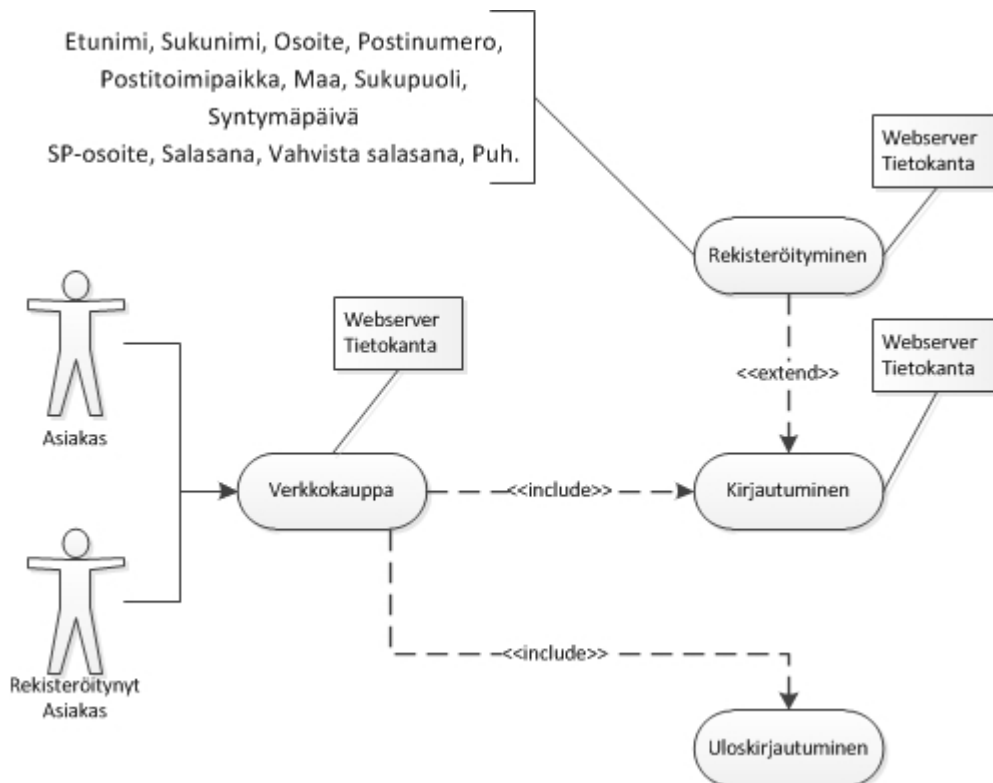 Etunimi, Sukunimi, Osoite, Postinumero,
Postitoimipaikka, Maa, Sukupuoli,
Syntymäpäivä
SP-osoite, Salasana, Vahvista salasana, Puh.
Webserver
Tietokanta
Rekisteröityminen
Webserver
Tietokanta
Webserver
Tietokanta
<<extend>>
Asiakas
Verkkokauppa
<<include>>
Kirjautuminen
<<include>>
Rekisteröitynyt
Asiakas
Uloskirjautuminen